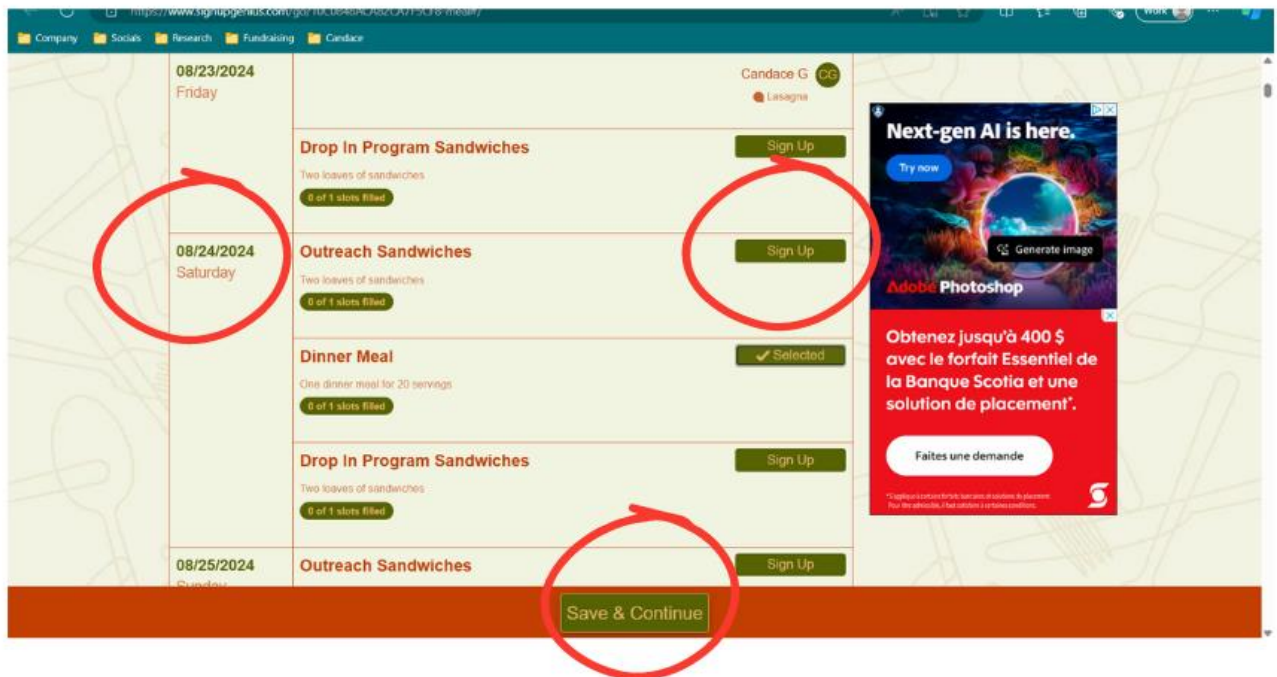 Company Socials Research Fundraising Candace
08/23/2024
Friday
Candace G CG
Lasagna
Drop In Program Sandwiches
Sign Up
Two loaves of sandwiches
0 of 1 slots filled
08/24/2024
Saturday
Outreach Sandwiches
Sign Up
Two loaves of sandwiches
0 of 1 slots filled
Dinner Meal
Selected
One dinner meal for 20 servings
0 of 1 slots filled
Drop In Program Sandwiches
Sign Up
Two loaves of sandwiches
0 of 1 slots filled
08/25/2024
Sunday
Outreach Sandwiches
Sign Up
Save & Continue
Next-gen AI is here.
Try now
Generate image
Adobe Photoshop
Obtenez jusqu'à 400 $
avec le forfait Essentiel de
la Banque Scotia et une
solution de placement*.
Faites une demande